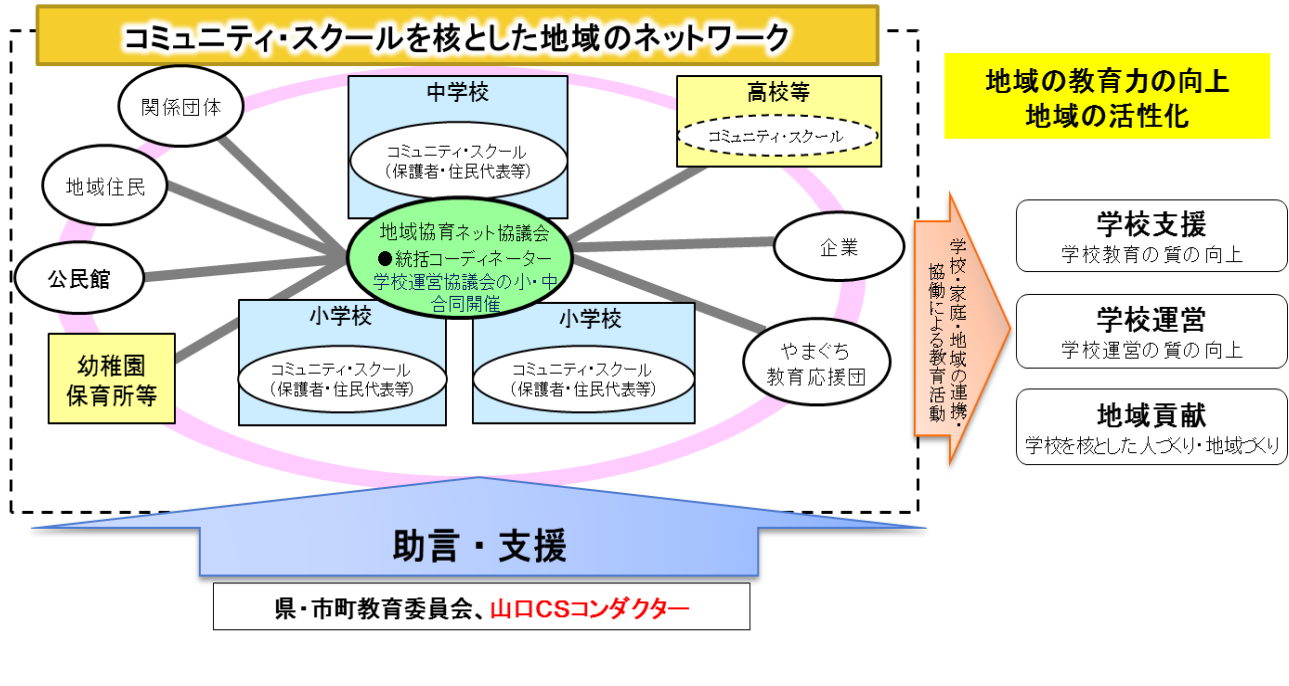 コミュニティ・スクールを核とした地域のネットワーク
関係団体
地域住民
公民館
幼稚園
保育所等
中学校
コミュニティ・スクール
(保護者・住民代表等)
高校等
コミュニティ・スクール
地域協育ネット協議会
●統括コーディネーター
学校運営協議会の小・中
合同開催
小学校
コミュニティ・スクール
(保護者・住民代表等)
小学校
コミュニティ・スクール
(保護者・住民代表等)
企業
やまぐち
教育応援団
学校・家庭・地域の連携・
協働による教育活動
地域の教育力の向上
地域の活性化
学校支援
学校教育の質の向上
学校運営
学校運営の質の向上
地域貢献
学校を核とした人づくり・地域づくり
助言・支援
県・市町教育委員会、山口CSコンダクター